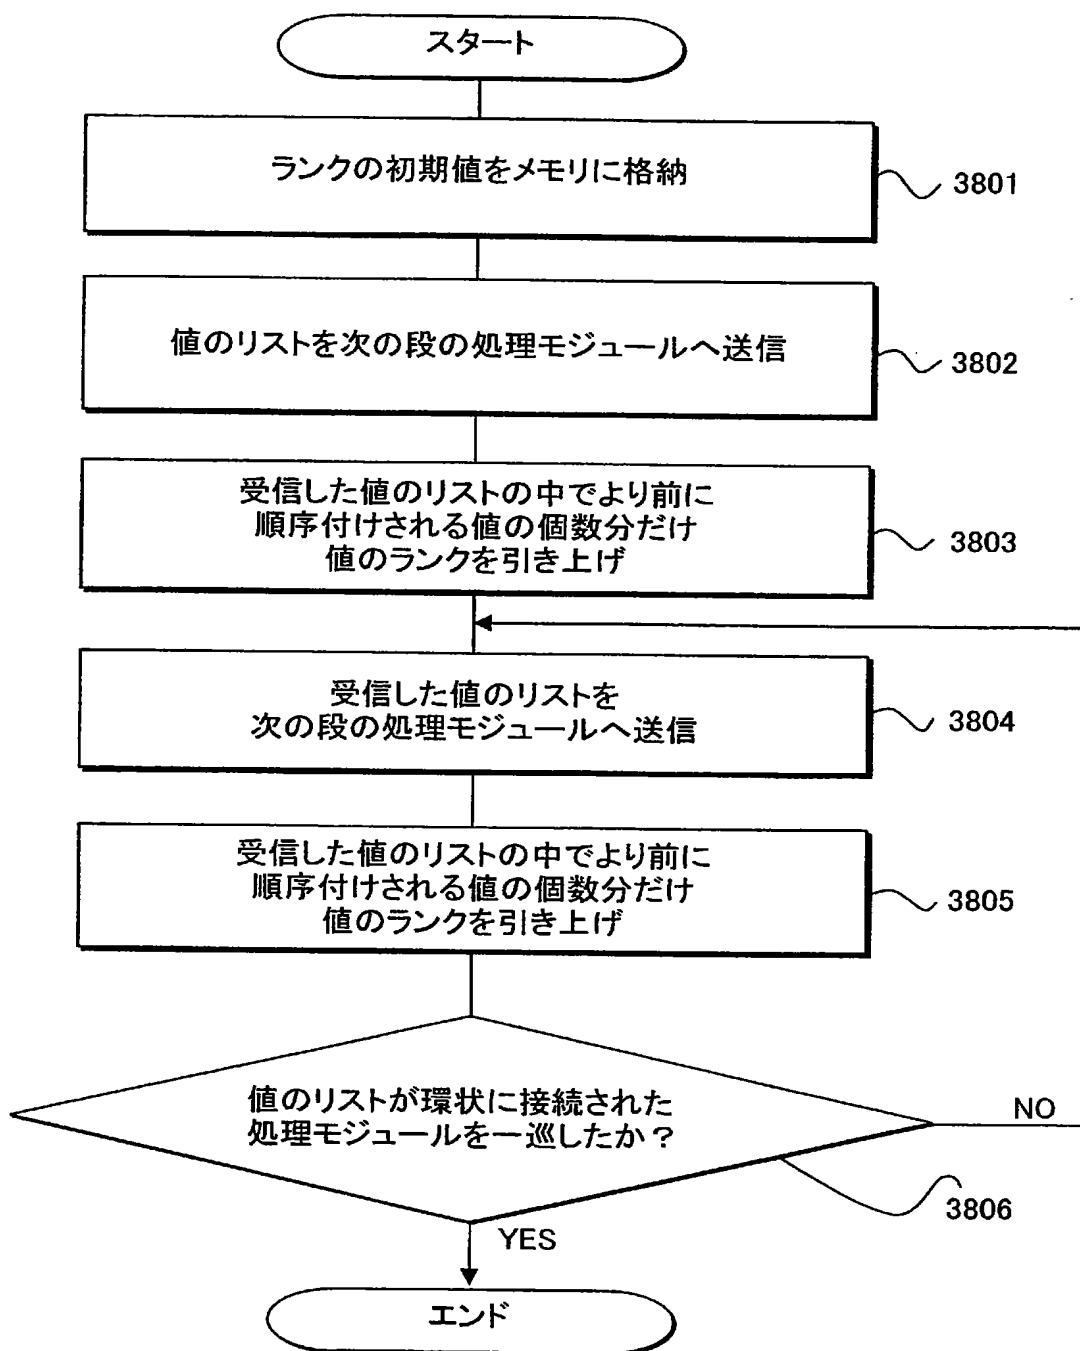 スタート
ランクの初期値をメモリに格納
3801
値のリストを次の段の処理モジュールへ送信
3802
受信した値のリストの中でより前に
順序付けされる値の個数分だけ
値のランクを引き上げ
3803
受信した値のリストを
次の段の処理モジュールへ送信
3804
受信した値のリストの中でより前に
順序付けされる値の個数分だけ
値のランクを引き上げ
3805
値のリストが環状に接続された
処理モジュールを一巡したか？
NO
3806
YES
エンド